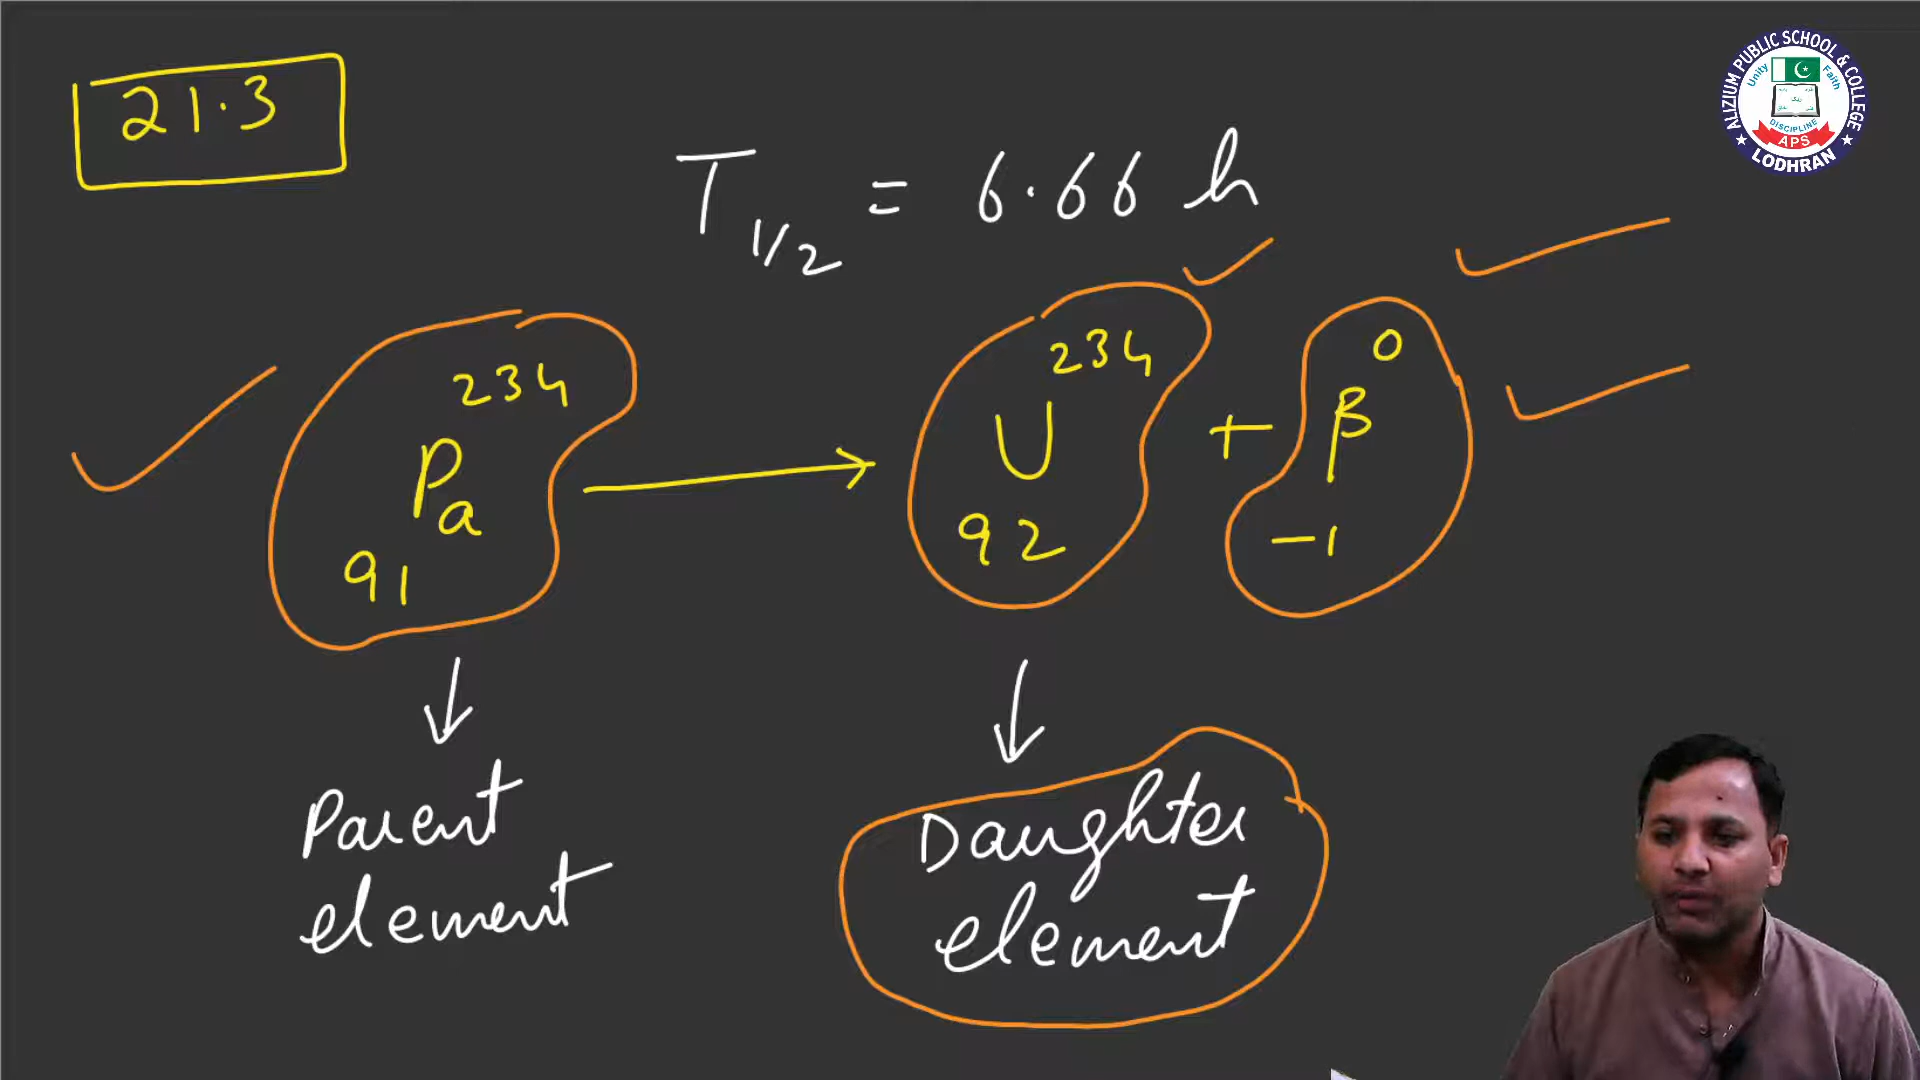 21.3
ALIZIUM PUBLIC SCHOOL & COLLEGE
Unity
Faith
DISCIPLINE
APS
LODHRAN
T1/2 = 6.66 h
234
Pa
91
→
234
U
92
+
0
β
-1
Parent
element
Daughter
element